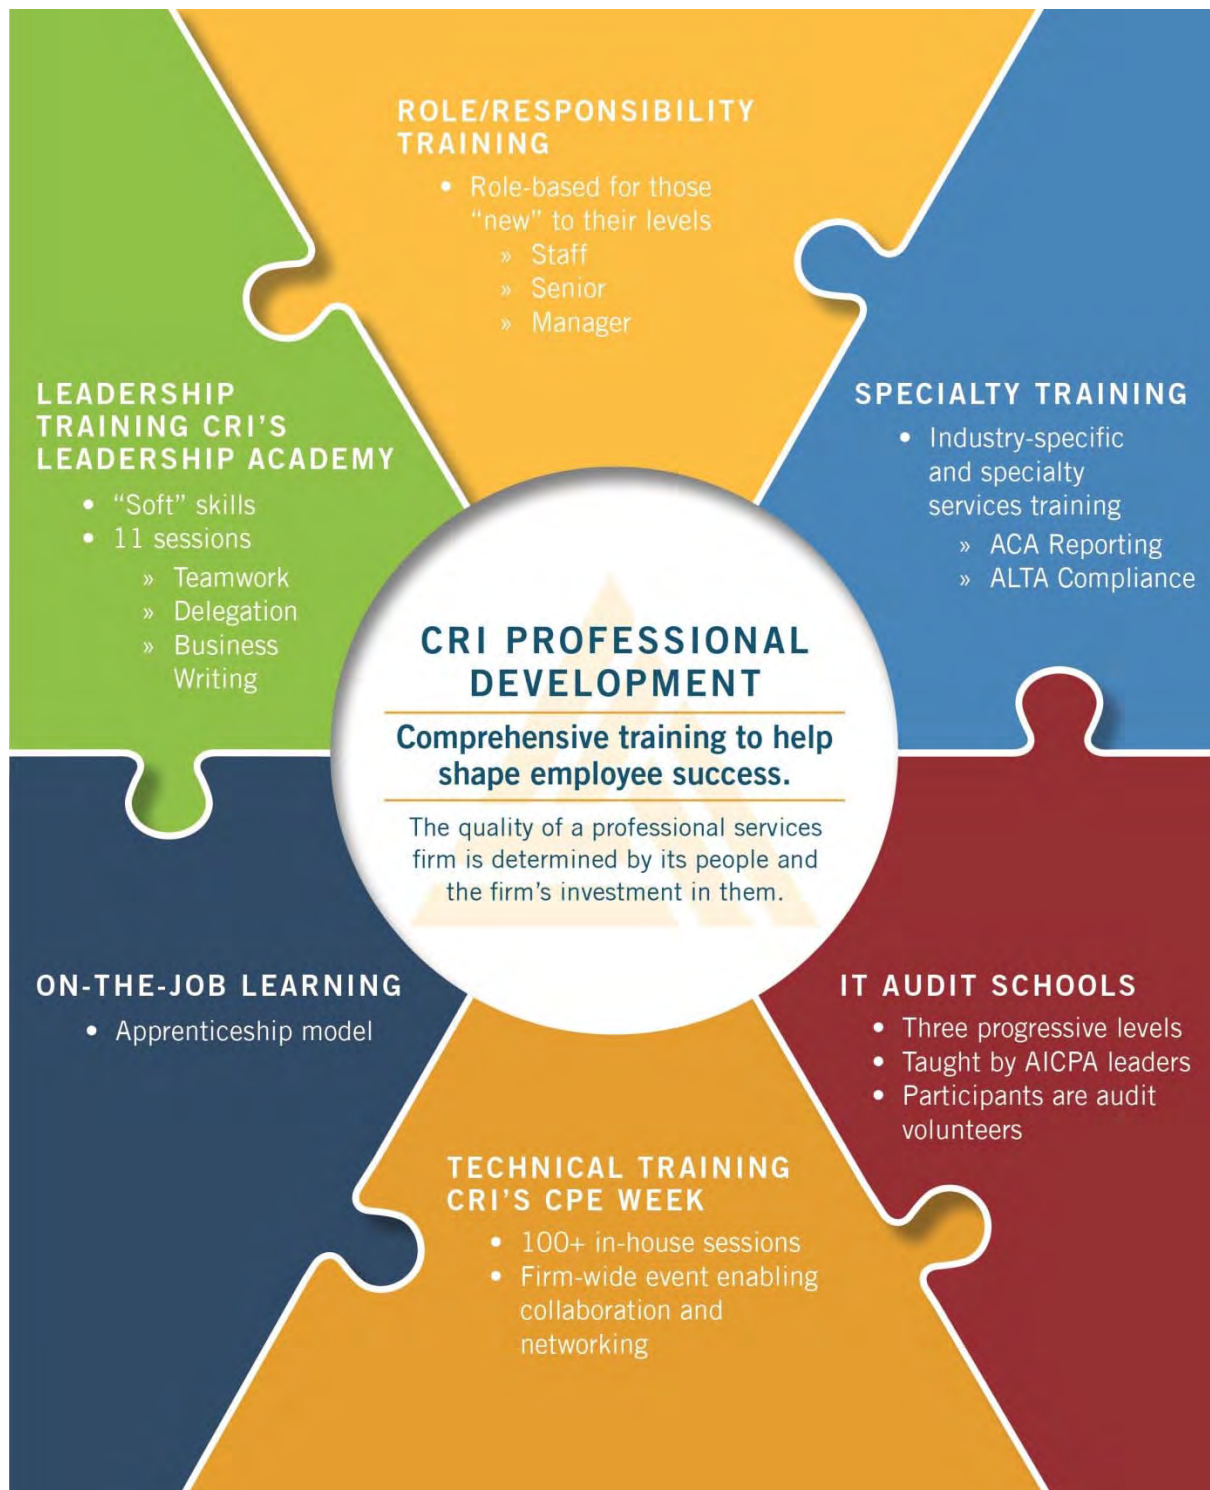 ROLE/RESPONSIBILITY
TRAINING
• Role-based for those
“new” to their levels
» Staff
» Senior
» Manager
LEADERSHIP
TRAINING CRI’S
LEADERSHIP ACADEMY
• “Soft” skills
• 11 sessions
» Teamwork
» Delegation
» Business
Writing
SPECIALTY TRAINING
• Industry-specific
and specialty
services training
» ACA Reporting
» ALTA Compliance
CRI PROFESSIONAL
DEVELOPMENT
Comprehensive training to help
shape employee success.
The quality of a professional services
firm is determined by its people and
the firm’s investment in them.
ON-THE-JOB LEARNING
• Apprenticeship model
IT AUDIT SCHOOLS
• Three progressive levels
• Taught by AICPA leaders
• Participants are audit
volunteers
TECHNICAL TRAINING
CRI’S CPE WEEK
• 100+ in-house sessions
• Firm-wide event enabling
collaboration and
networking